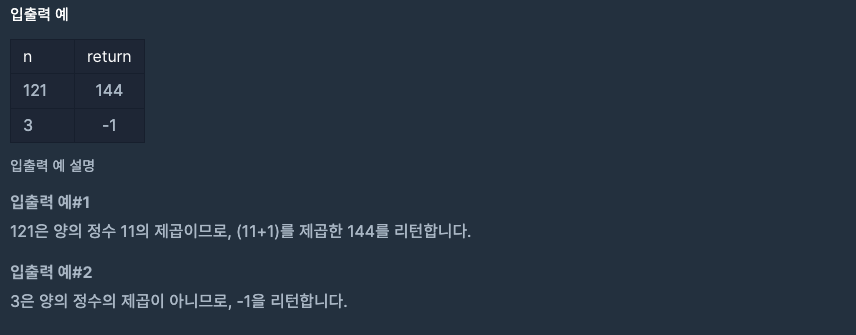 입출력 예
n return
121 144
3 -1
입출력 예 설명
입출력 예#1
121은 양의 정수 11의 제곱이므로, (11+1)를 제곱한 144를 리턴합니다.
입출력 예#2
3은 양의 정수의 제곱이 아니므로, -1을 리턴합니다.